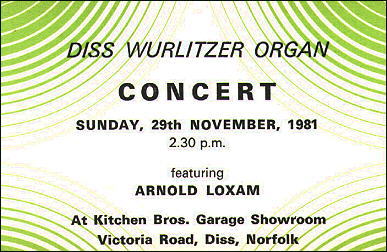 DISS WURLITZER ORGAN
CONCERT
SUNDAY, 29th NOVEMBER, 1981
2.30 p.m.
featuring
ARNOLD LOXAM
At Kitchen Bros. Garage Showroom
Victoria Road, Diss, Norfolk